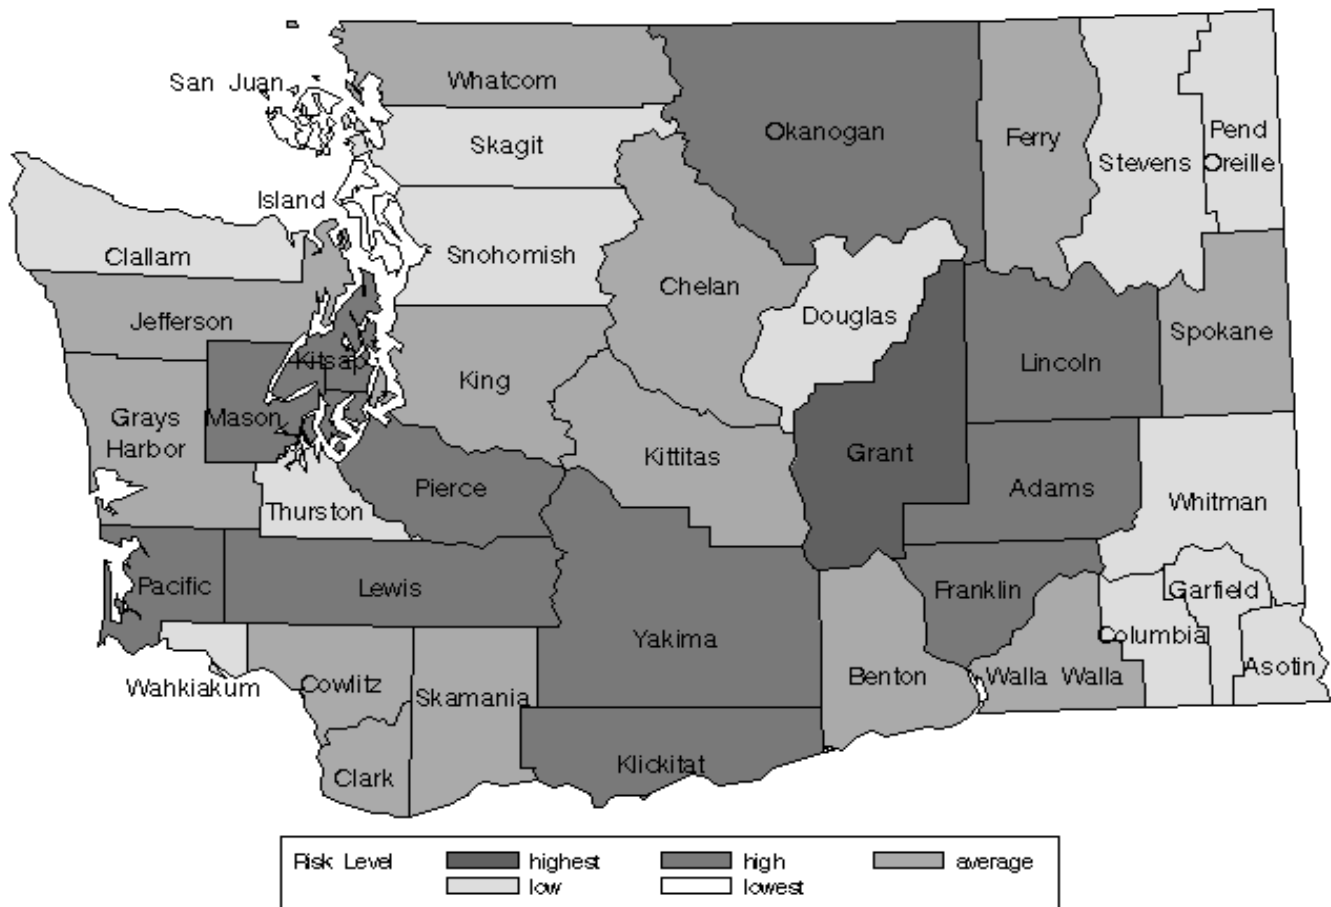 Whatcom
San Juan
Okanogan
Ferry
Pend
Oreille
Skagit
Stevens
Island
Clallam
Snohomish
Chelan
Jefferson
Douglas
Spokane
Kitsap
King
Lincoln
Grays
Harbor
Mason
Kittitas
Grant
Pierce
Adams
Thurston
Whitman
Pacific
Lewis
Franklin
Garfield
Yakima
Columbia
Wahkiakum
Cowlitz
Skamania
Benton
Walla Walla
Asotin
Clark
Klickitat
Risk Level highest high average
low lowest